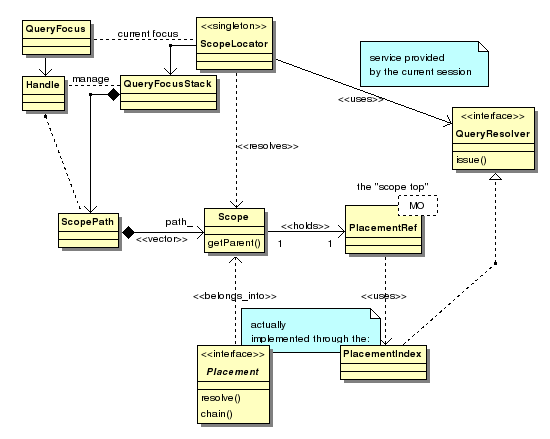 QueryFocus
current focus
<<singleton>>
ScopeLocator
service provided
by the current session
Handle
manage
QueryFocusStack
<<uses>>
<<interface>>
QueryResolver
issue()
<<resolves>>
the "scope top"
MO
ScopePath
path_
<<vector>>
Scope
getParent()
<<holds>>
1
1
PlacementRef
<<belongs_into>>
<<uses>>
actually
implemented through the:
<<interface>>
Placement
resolve()
chain()
PlacementIndex